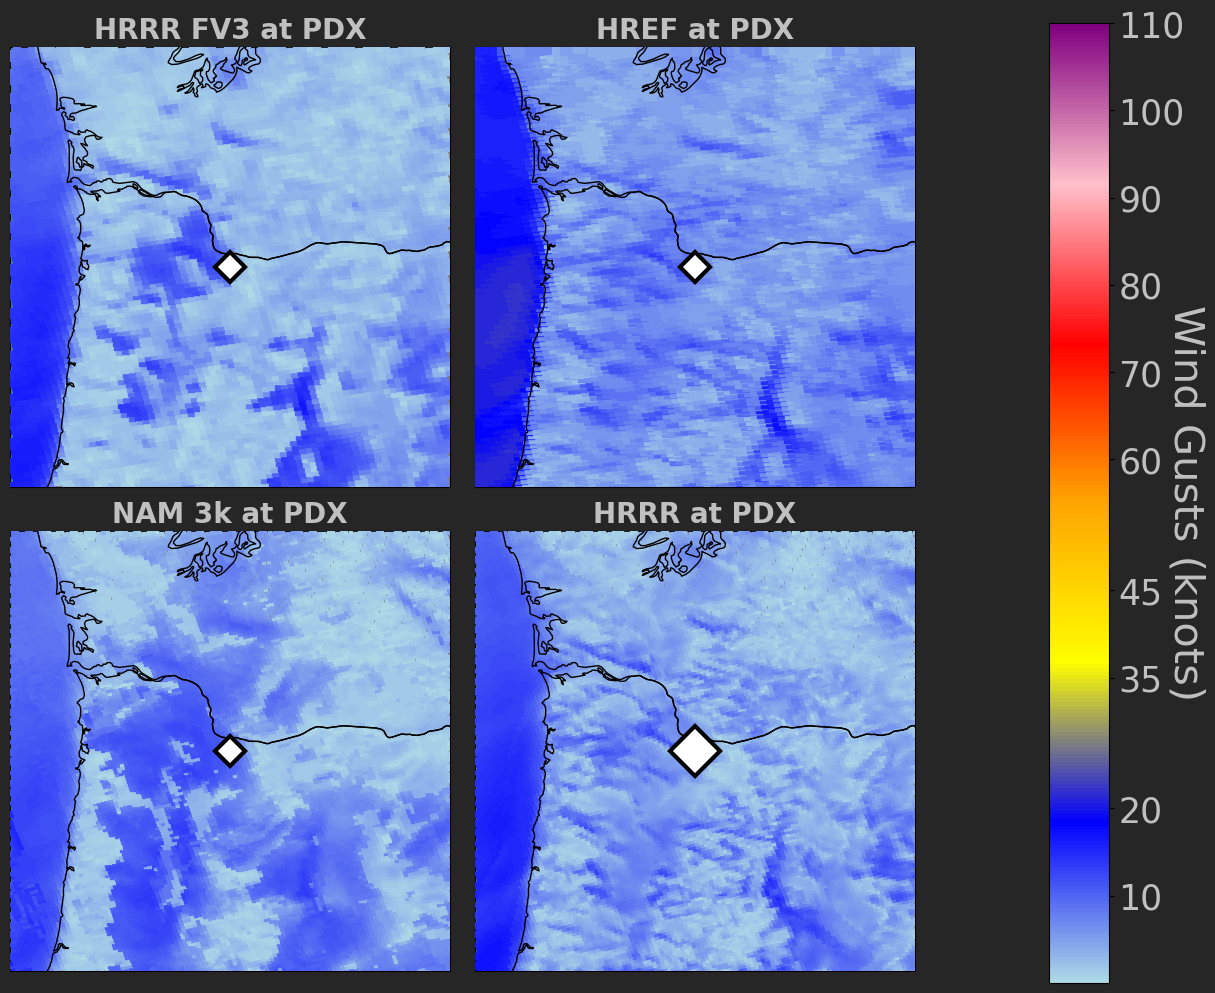 HRRR FV3 at PDX
HREF at PDX
NAM 3k at PDX
HRRR at PDX
110
100
90
80
70
60
45
35
20
10
Wind Gusts (knots)